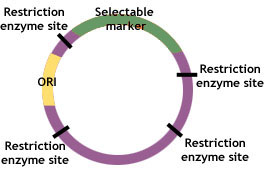 Restriction
enzyme site
Selectable
marker
Restriction
enzyme site
ORI
Restriction
enzyme site
Restriction
enzyme site